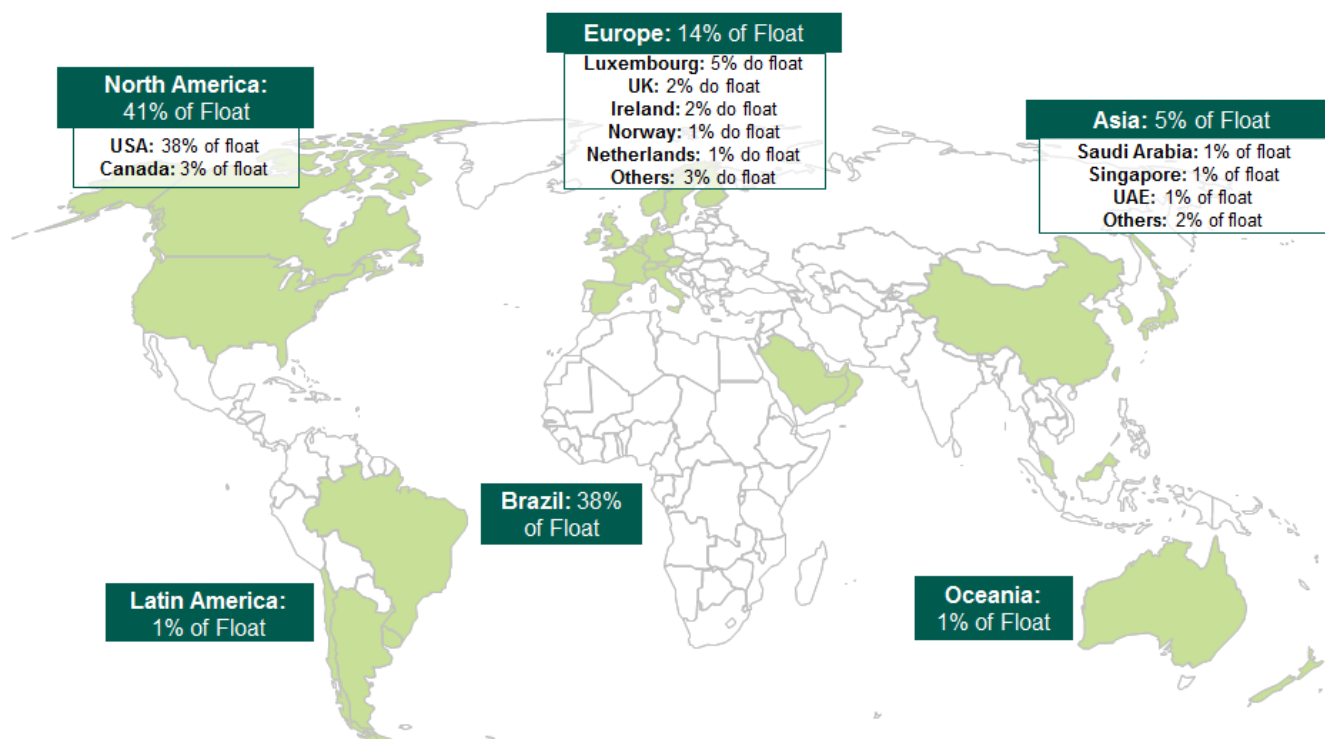 North America:
41% of Float
USA: 38% of float
Canada: 3% of float
Europe: 14% of Float
Luxembourg: 5% do float
UK: 2% do float
Ireland: 2% do float
Norway: 1% do float
Netherlands: 1% do float
Others: 3% do float
Asia: 5% of Float
Saudi Arabia: 1% of float
Singapore: 1% of float
UAE: 1% of float
Others: 2% of float
Brazil: 38%
of Float
Latin America:
1% of Float
Oceania:
1% of Float